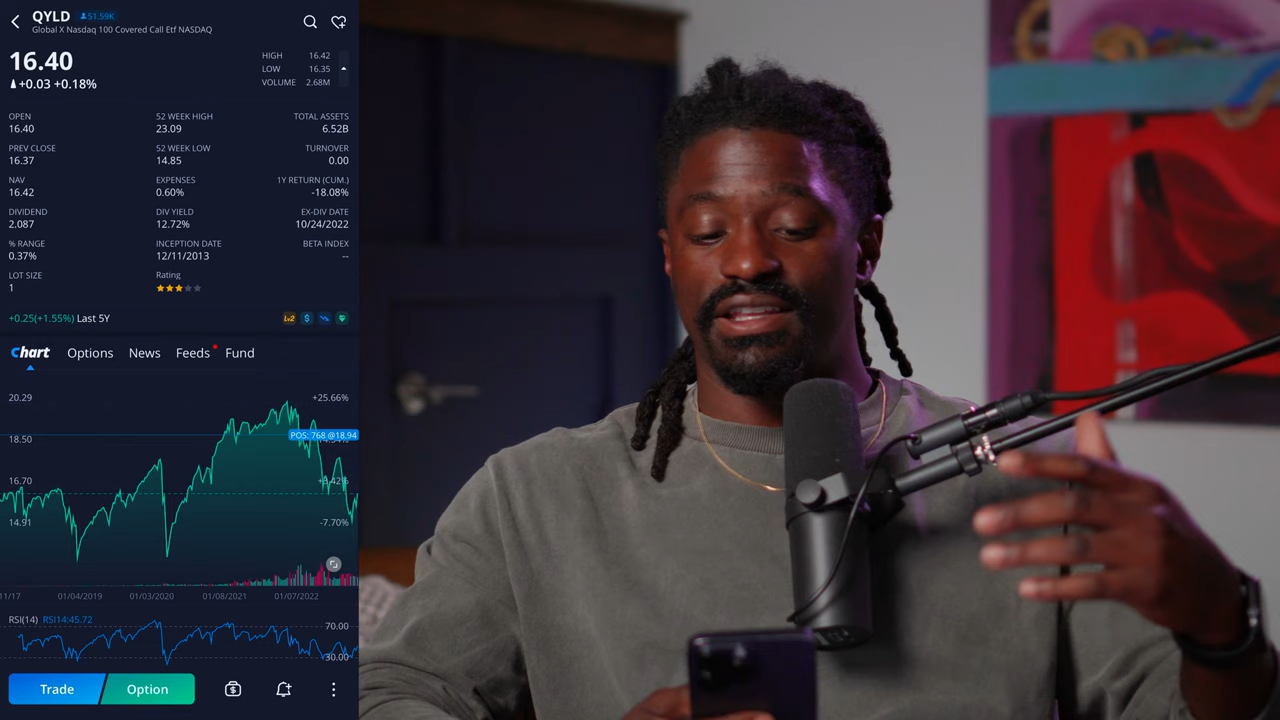 QYLD 51.59K
Global X Nasdaq 100 Covered Call Etf NASDAQ
16.40
+0.03 +0.18%
HIGH 16.42
LOW 16.35
VOLUME 2.68M
OPEN 52 WEEK HIGH TOTAL ASSETS
16.40 23.09 6.52B
PREV CLOSE 52 WEEK LOW TURNOVER
16.37 14.85 0.00
NAV EXPENSES 1Y RETURN (CUM.)
16.42 0.60% -18.08%
DIVIDEND DIV YIELD EX-DIV DATE
2.087 12.72% 10/24/2022
% RANGE INCEPTION DATE BETA INDEX
0.37% 12/11/2013 --
LOT SIZE Rating
1
+0.25(+1.55%) Last 5Y Lv2 $
Chart Options News Feeds Fund
20.29 +25.66%
POS: 768 @18.94
18.50
16.70
14.91 -7.70%
11/17 01/04/2019 01/03/2020 01/08/2021 01/07/2022
RSI(14) RSI14:45.72 70.00
30.00
Trade Option